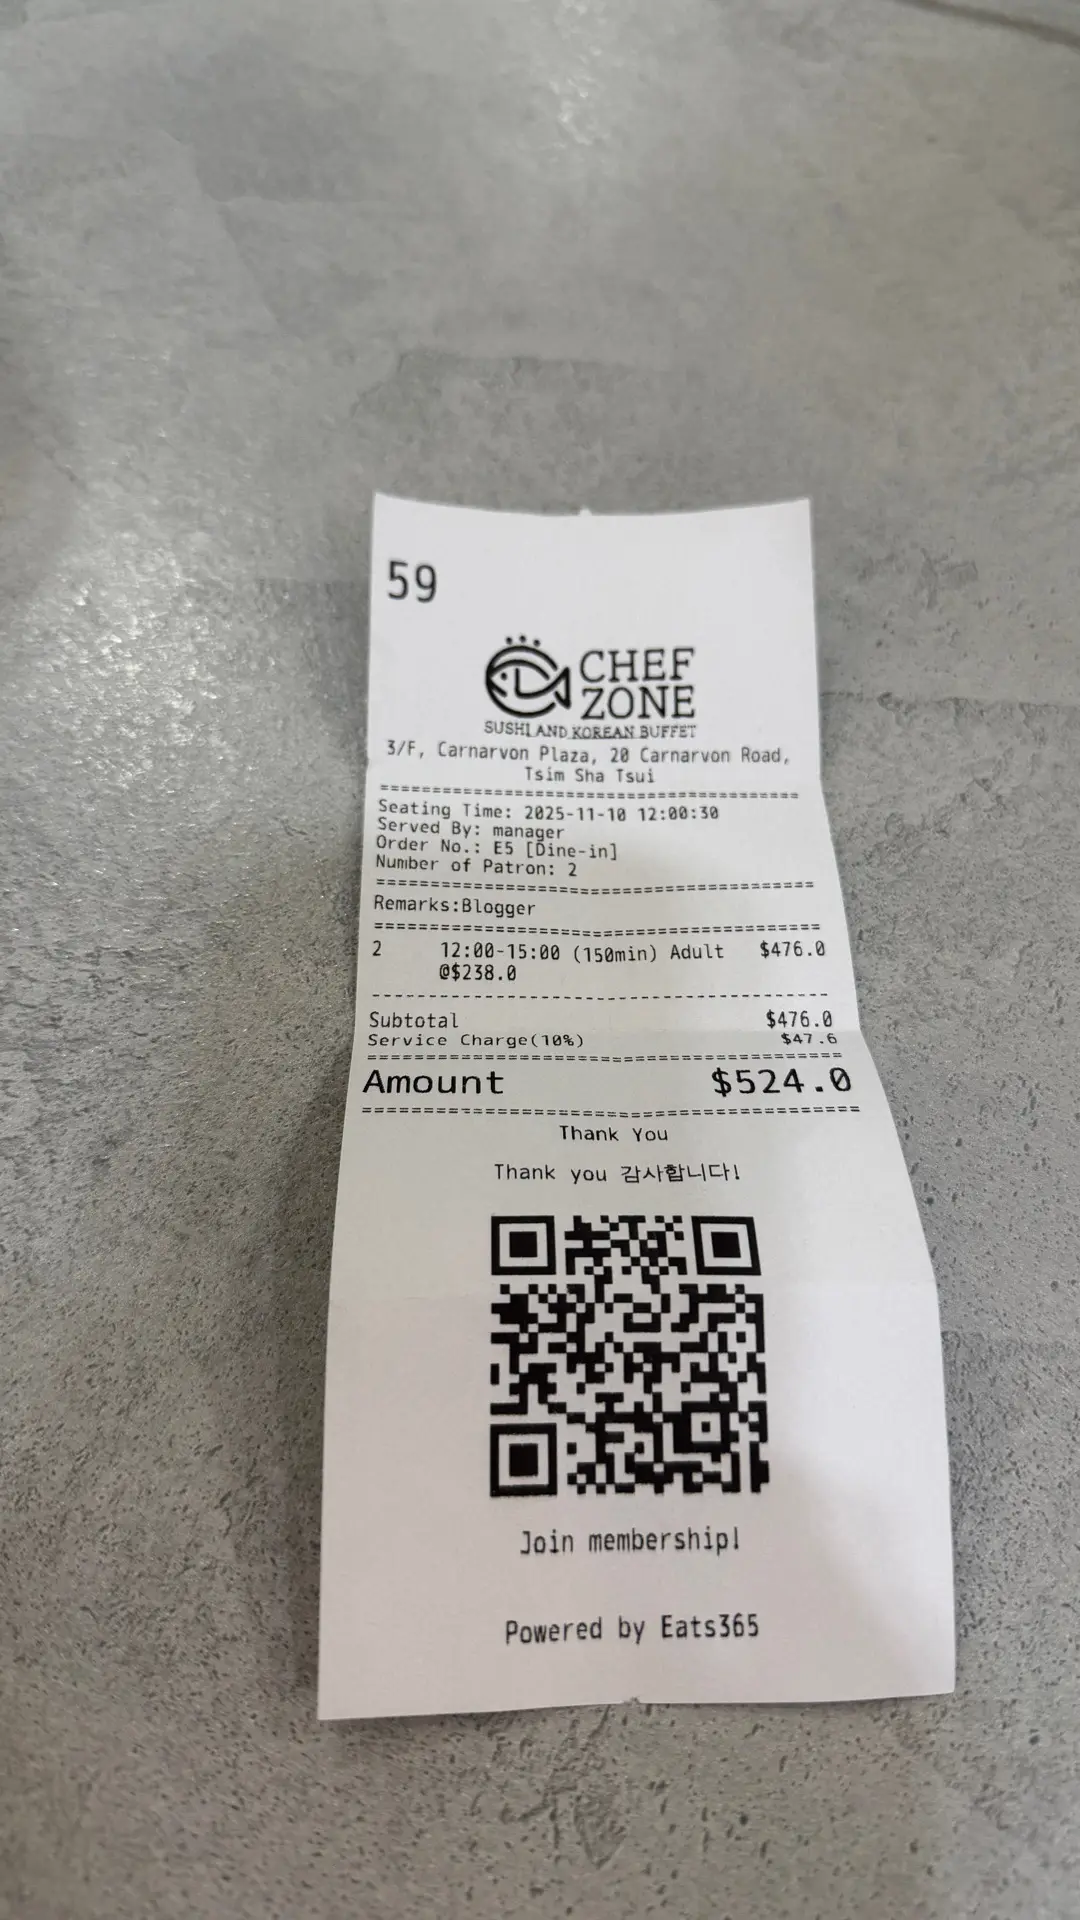 59
CHEF
ZONE
SUSHI AND KOREAN BUFFET
3/F, Carnarvon Plaza, 20 Carnarvon Road,
Tsim Sha Tsui
Seating Time: 2025-11-10 12:00:30
Served By: manager
Order No.: E5 [Dine-in]
Number of Patron: 2
Remarks:Blogger
2 12:00-15:00 (150min) Adult $476.0
@$238.0
Subtotal $476.0
Service Charge(10%) $47.6
Amount $524.0
Thank You
Thank you 감사합니다!
Join membership!
Powered by Eats365